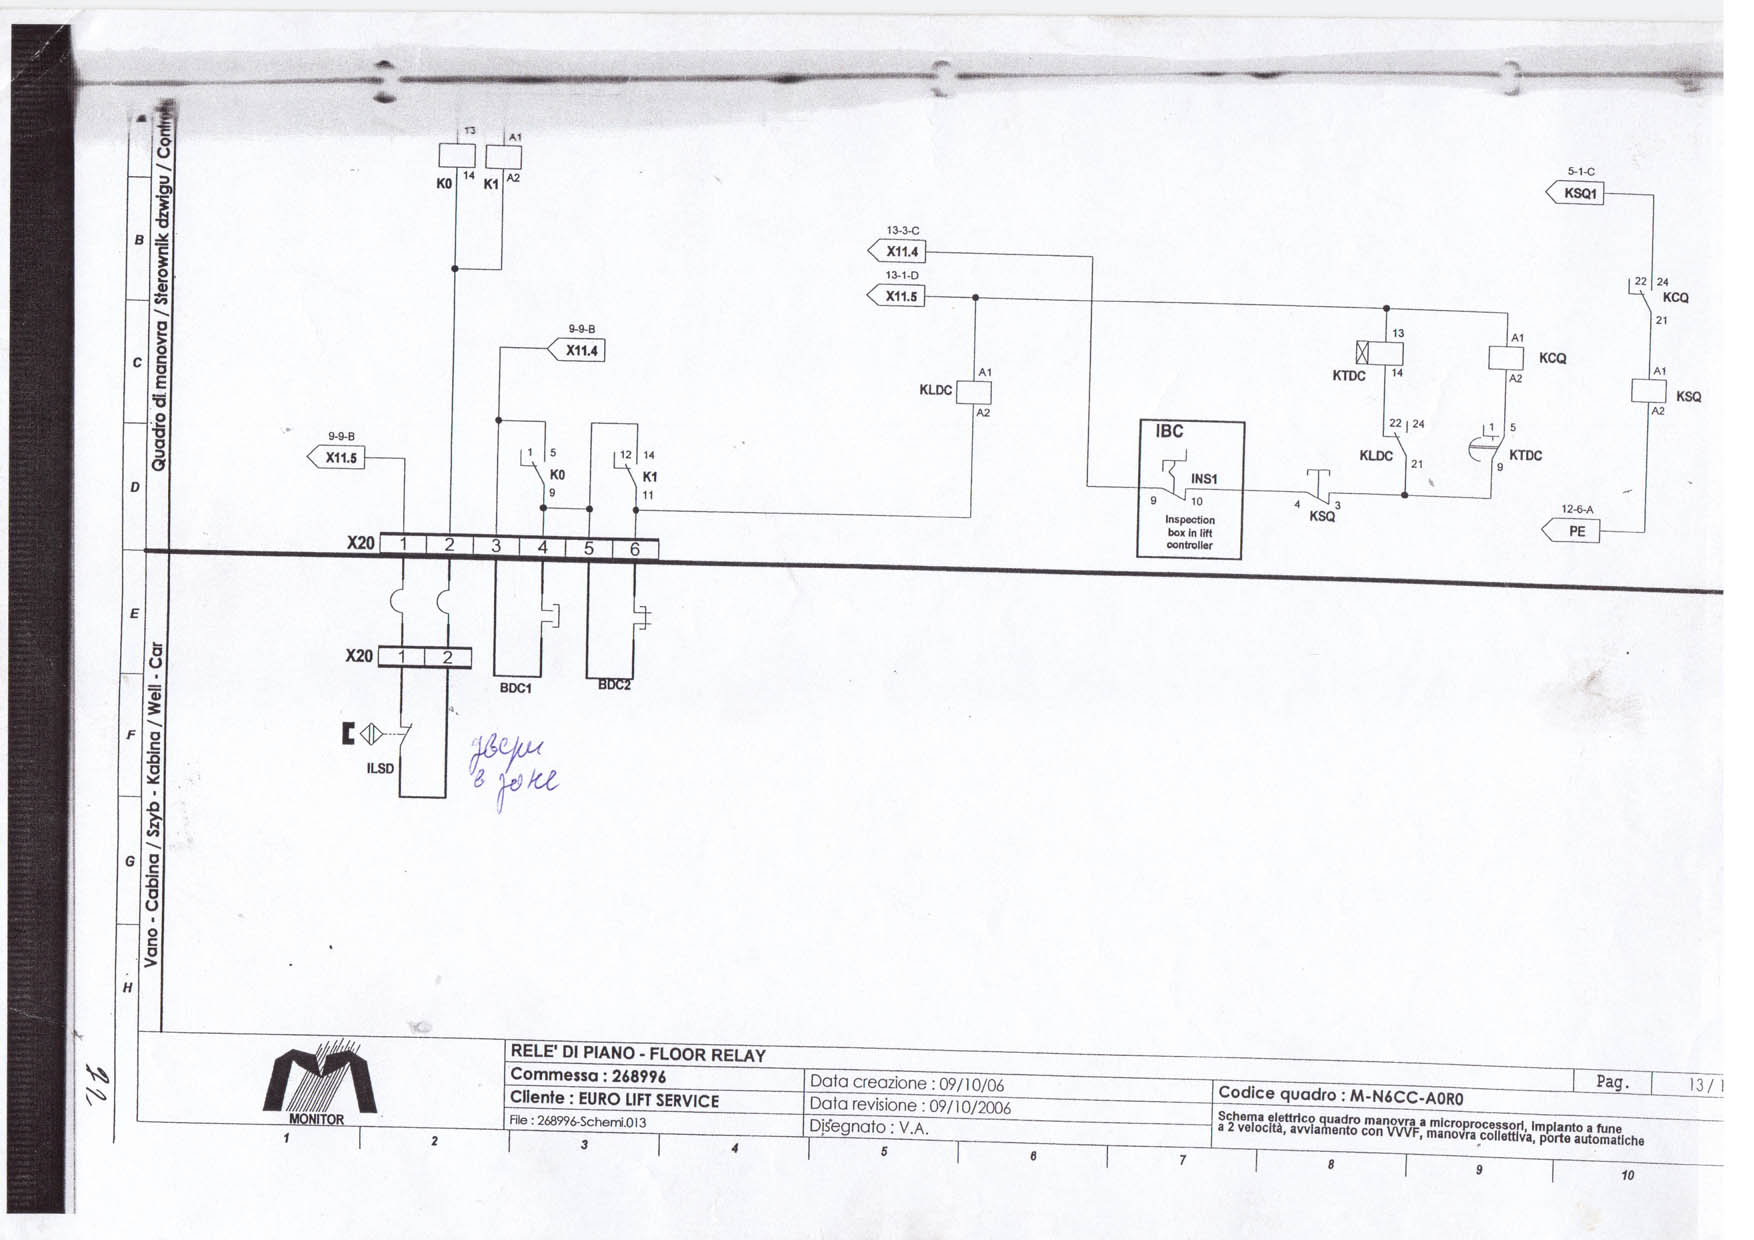 Quadro di manovra / Sterownik dzwigu / Contro
Vano - Cabina / Szyb - Kabina / Well - Car
B
C
D
E
F
G
H
13
A1
K0
14
K1
A2
9-9-B
X11.4
9-9-B
X11.5
1
5
K0
9
12
14
K1
11
X20
1
2
3
4
5
6
X20
1
2
BDC1
BDC2
ILSD
двери
в зоне
13-3-C
X11.4
13-1-D
X11.5
A1
KLDC
A2
IBC
INS1
9
10
Inspection
box in lift
controller
4
3
KSQ
13
KTDC
14
22
24
KLDC
21
A1
KCQ
A2
1
5
KTDC
9
5-1-C
KSQ1
22
24
KCQ
21
A1
KSQ
A2
12-6-A
PE
MONITOR
RELE' DI PIANO - FLOOR RELAY
Commessa : 268996
Cliente : EURO LIFT SERVICE
File : 268996-Schemi.013
Data creazione : 09/10/06
Data revisione : 09/10/2006
Disegnato : V.A.
Codice quadro : M-N6CC-A0R0
Schema elettrico quadro manovra a microprocessori, impianto a fune
a 2 velocità, avviamento con VVVF, manovra collettiva, porte automatiche
Pag.
13 / 1
1
2
3
4
5
6
7
8
9
10